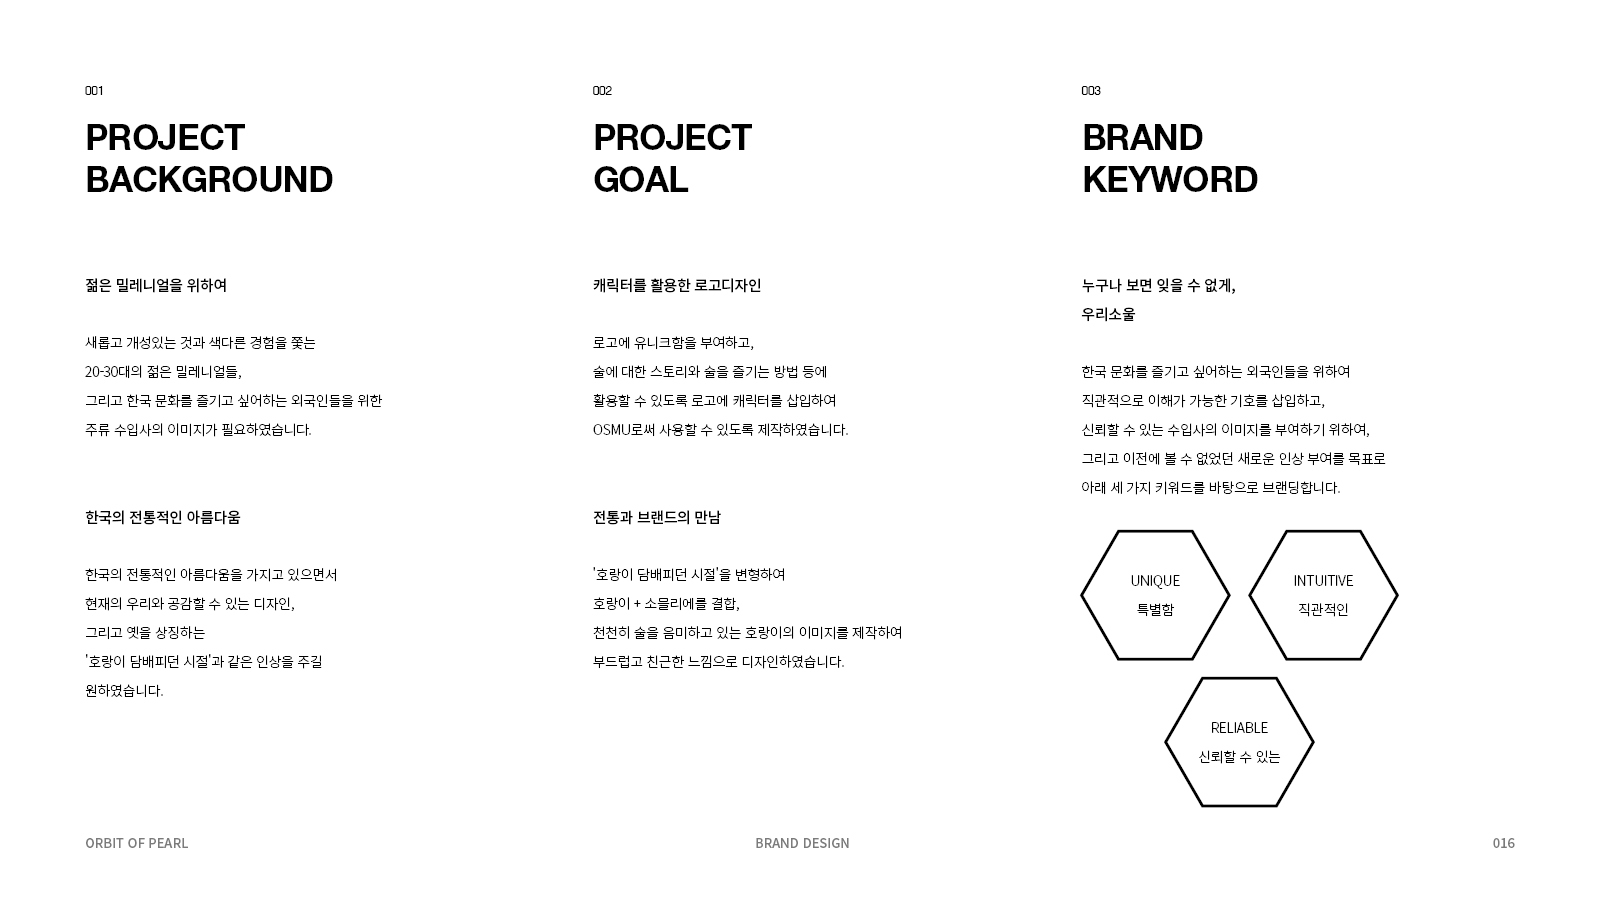 001
PROJECT
BACKGROUND
젊은 밀레니얼을 위하여
새롭고 개성있는 것과 색다른 경험을 쫓는
20-30대의 젊은 밀레니얼들,
그리고 한국 문화를 즐기고 싶어하는 외국인들을 위한
주류 수입사의 이미지가 필요하였습니다.
한국의 전통적인 아름다움
한국의 전통적인 아름다움을 가지고 있으면서
현재의 우리와 공감할 수 있는 디자인,
그리고 옛을 상징하는
'호랑이 담배피던 시절'과 같은 인상을 주길
원하였습니다.
002
PROJECT
GOAL
캐릭터를 활용한 로고디자인
로고에 유니크함을 부여하고,
술에 대한 스토리와 술을 즐기는 방법 등에
활용할 수 있도록 로고에 캐릭터를 삽입하여
OSMU로써 사용할 수 있도록 제작하였습니다.
전통과 브랜드의 만남
'호랑이 담배피던 시절'을 변형하여
호랑이 + 소믈리에를 결합,
천천히 술을 음미하고 있는 호랑이의 이미지를 제작하여
부드럽고 친근한 느낌으로 디자인하였습니다.
003
BRAND
KEYWORD
누구나 보면 잊을 수 없게,
우리소울
한국 문화를 즐기고 싶어하는 외국인들을 위하여
직관적으로 이해가 가능한 기호를 삽입하고,
신뢰할 수 있는 수입사의 이미지를 부여하기 위하여,
그리고 이전에 볼 수 없었던 새로운 인상 부여를 목표로
아래 세 가지 키워드를 바탕으로 브랜딩합니다.
UNIQUE
특별함
INTUITIVE
직관적인
RELIABLE
신뢰할 수 있는
ORBIT OF PEARL
BRAND DESIGN
016